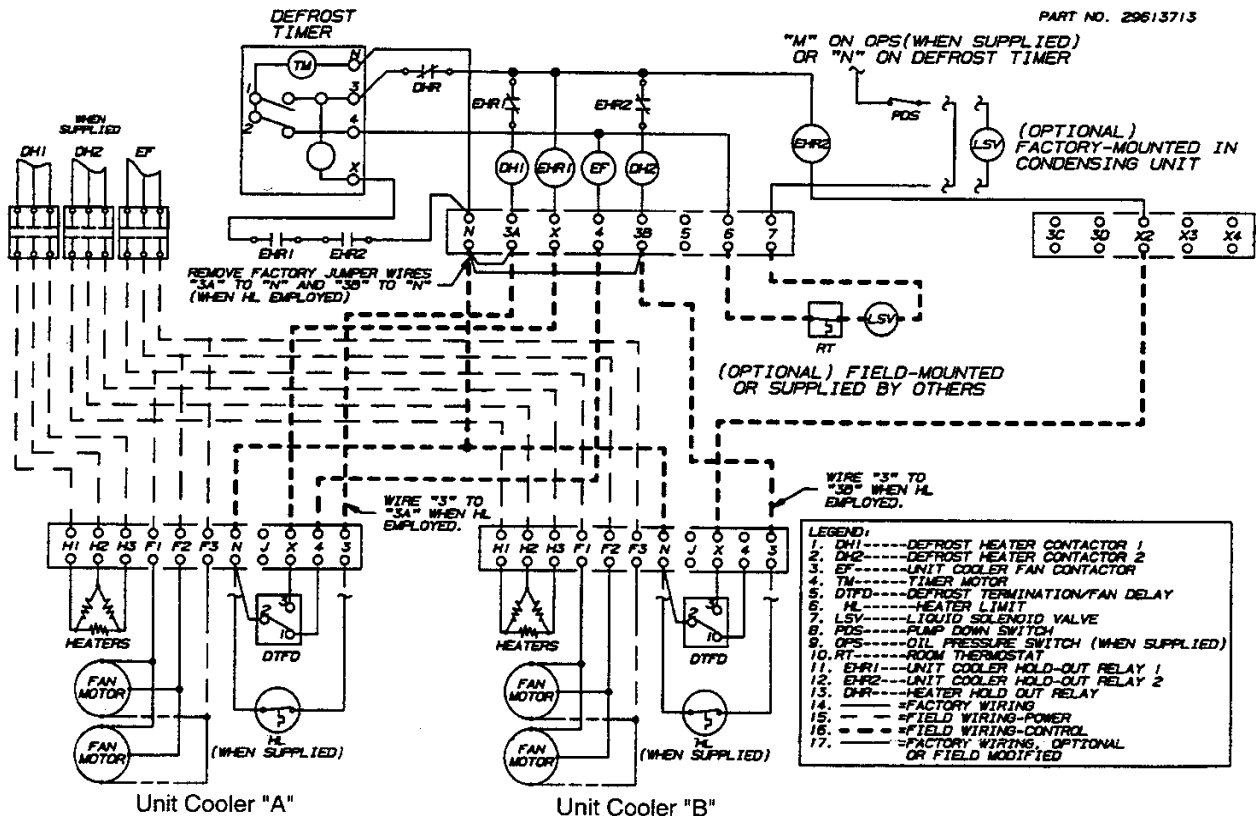 DEFROST
TIMER
PART NO. 29613713
"M" ON OPS(WHEN SUPPLIED)
OR "N" ON DEFROST TIMER
TM
N
3
4
X
1
2
DHR
EHR1
EHR2
PDS
(OPTIONAL)
FACTORY-MOUNTED IN
CONDENSING UNIT
WHEN
SUPPLIED
DH1
DH2
EF
DH1
EHR1
EF
DH2
EHR2
LSV
N
3A
X
4
3B
5
6
7
3C
3D
X2
X3
X4
EHR1
EHR2
REMOVE FACTORY JUMPER WIRES
"3A" TO "N" AND "3B" TO "N"
(WHEN HL EMPLOYED)
RT
LSV
(OPTIONAL) FIELD-MOUNTED
OR SUPPLIED BY OTHERS
WIRE "3" TO
"3A" WHEN HL
EMPLOYED.
WIRE "3" TO
"3B" WHEN HL
EMPLOYED.
H1 H2 H3 F1 F2 F3 N J X 4 3
H1 H2 H3 F1 F2 F3 N J X 4 3
HEATERS
2
3
1
DTFD
HEATERS
2
3
1
DTFD
FAN
MOTOR
FAN
MOTOR
HL
(WHEN SUPPLIED)
FAN
MOTOR
FAN
MOTOR
HL
(WHEN SUPPLIED)
LEGEND:
1. DH1-----DEFROST HEATER CONTACTOR 1
2. DH2-----DEFROST HEATER CONTACTOR 2
3. EF------UNIT COOLER FAN CONTACTOR
4. TM------TIMER MOTOR
5. DTFD----DEFROST TERMINATION/FAN DELAY
6. HL------HEATER LIMIT
7. LSV-----LIQUID SOLENOID VALVE
8. PDS-----PUMP DOWN SWITCH
9. OPS-----OIL PRESSURE SWITCH (WHEN SUPPLIED)
10. RT------ROOM THERMOSTAT
11. EHR1----UNIT COOLER HOLD-OUT RELAY 1
12. EHR2----UNIT COOLER HOLD-OUT RELAY 2
13. DHR-----HEATER HOLD OUT RELAY
14. =FACTORY WIRING
15. =FIELD WIRING-POWER
16. =FIELD WIRING-CONTROL
17. =FACTORY WIRING, OPTIONAL
OR FIELD MODIFIED
Unit Cooler "A"
Unit Cooler "B"